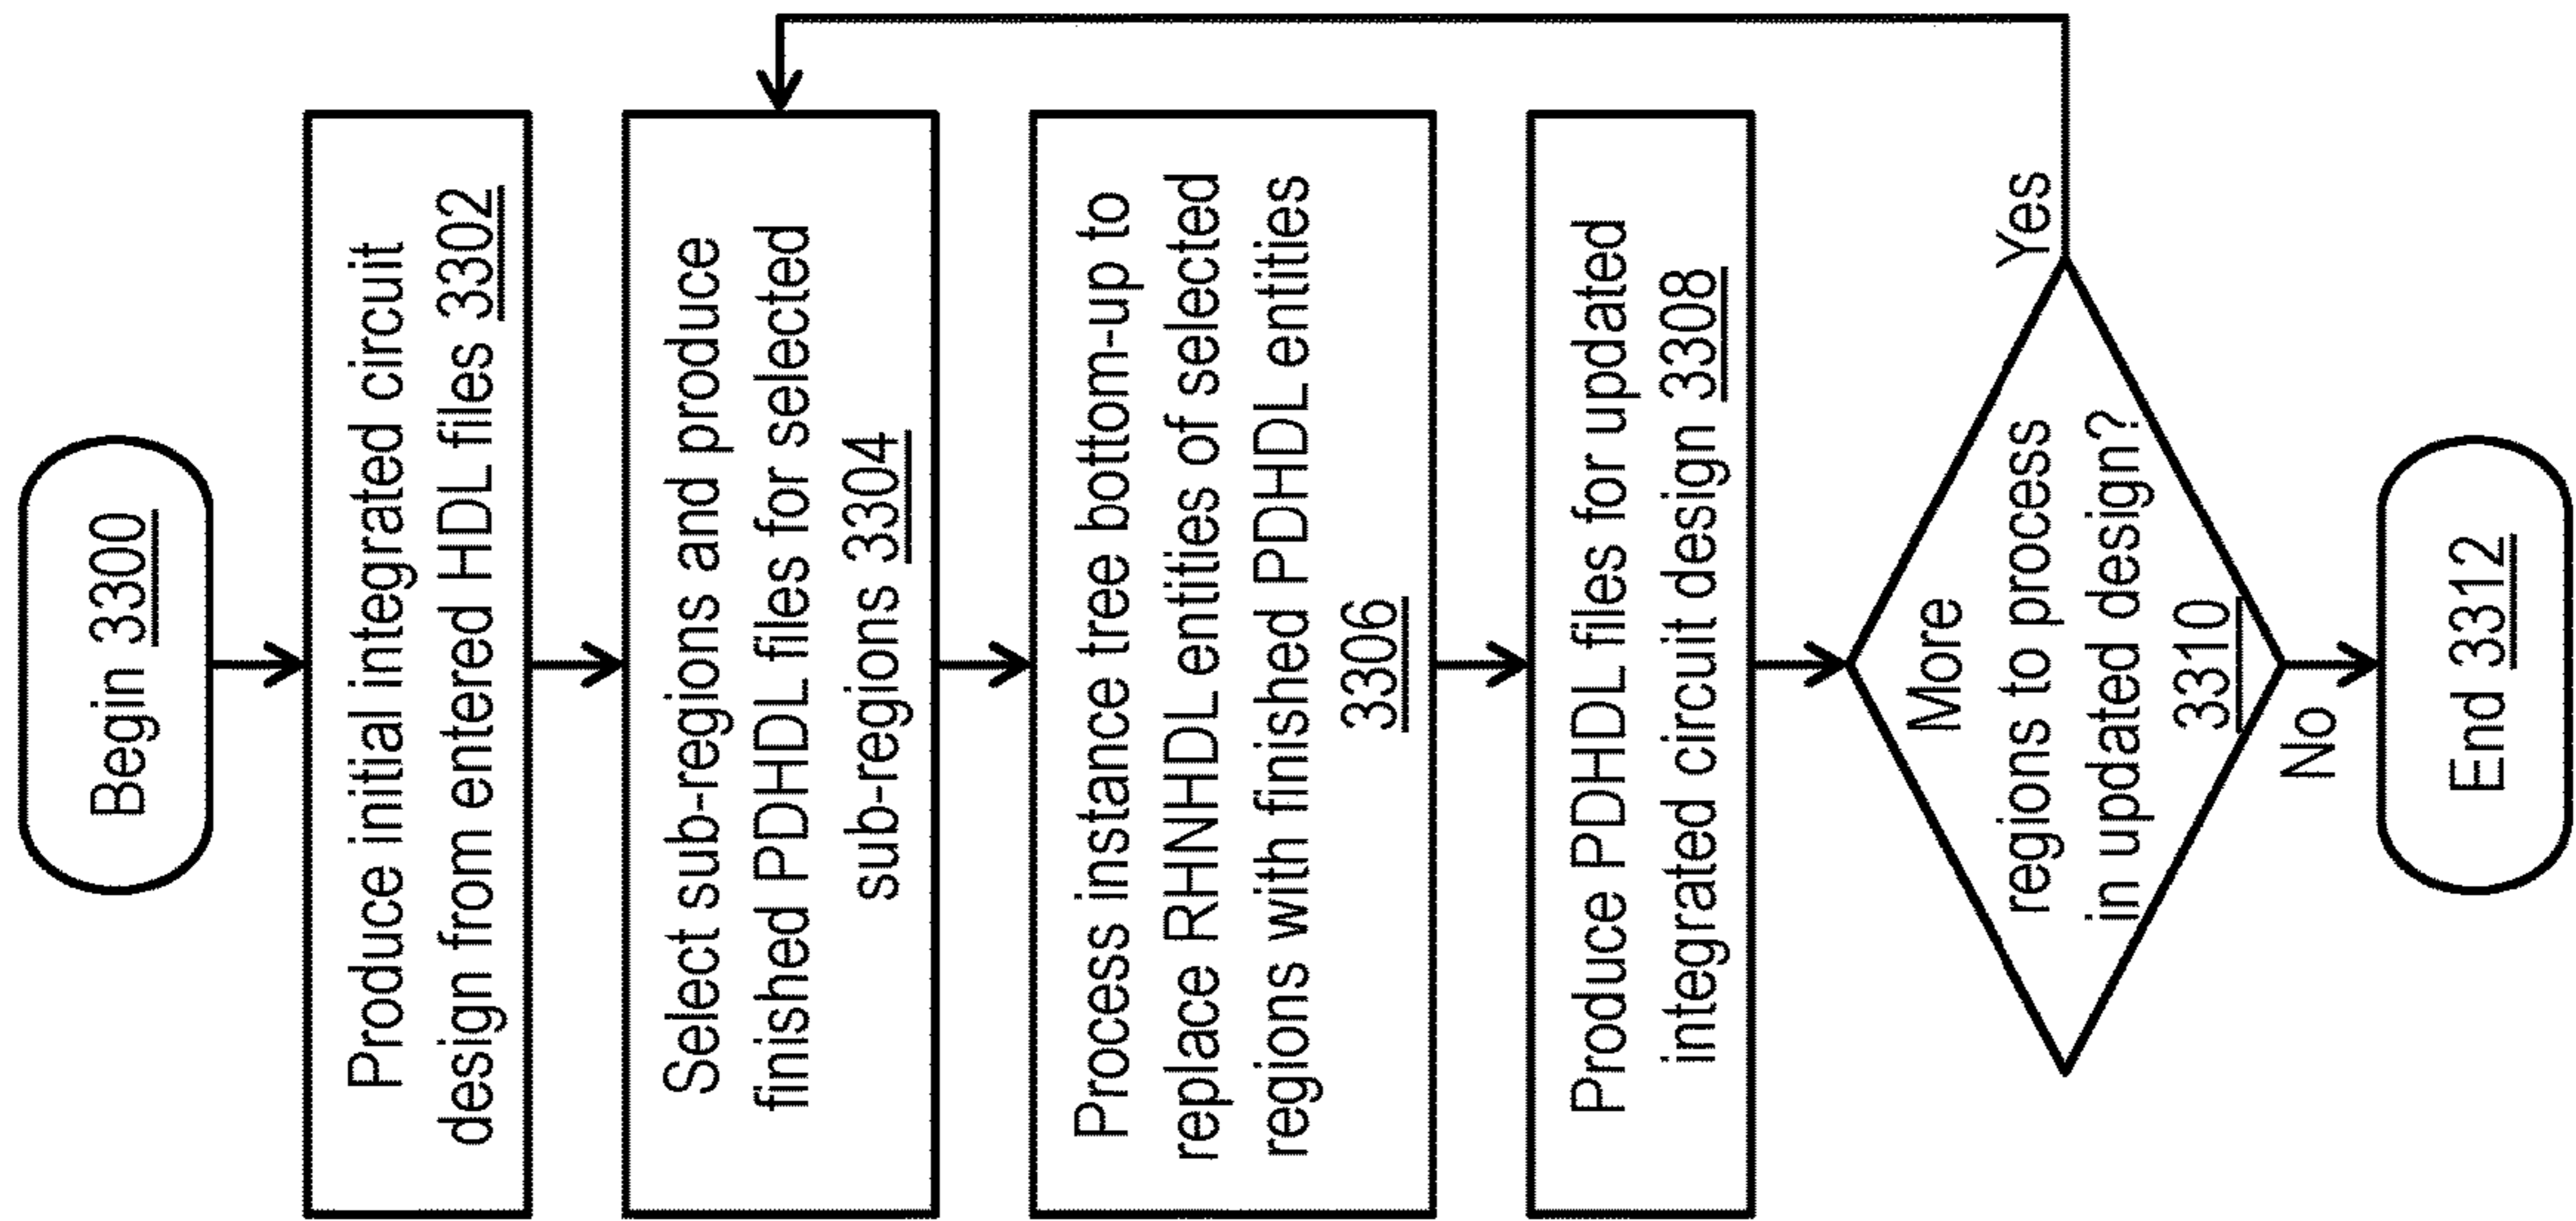 Begin 3300
Produce initial integrated circuit
design from entered HDL files 3302
Select sub-regions and produce
finished PDHDL files for selected
sub-regions 3304
Process instance tree bottom-up to
replace RHNHDL entities of selected
regions with finished PDHDL entities
3306
Produce PDHDL files for updated
integrated circuit design 3308
More
regions to process
in updated design?
3310
Yes
No
End 3312